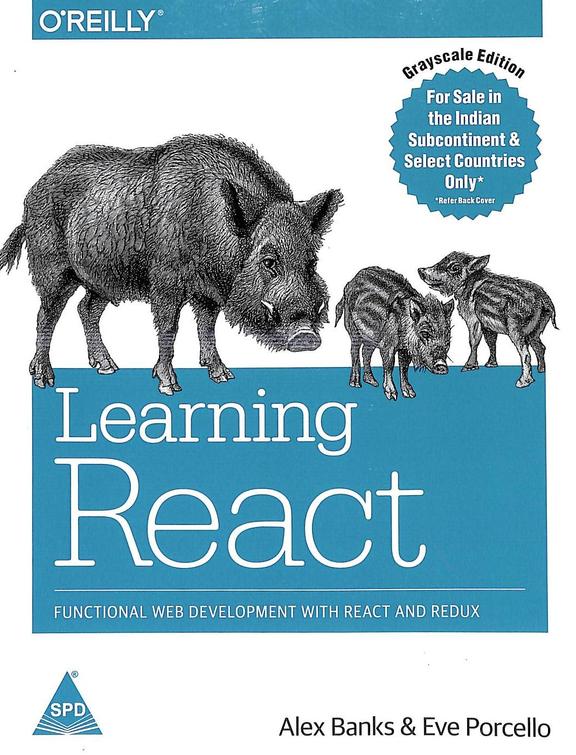 O'REILLY®
Grayscale Edition
For Sale in
the Indian
Subcontinent &
Select Countries
Only*
*Refer Back Cover
Learning
React
FUNCTIONAL WEB DEVELOPMENT WITH REACT AND REDUX
®
SPD
Alex Banks & Eve Porcello